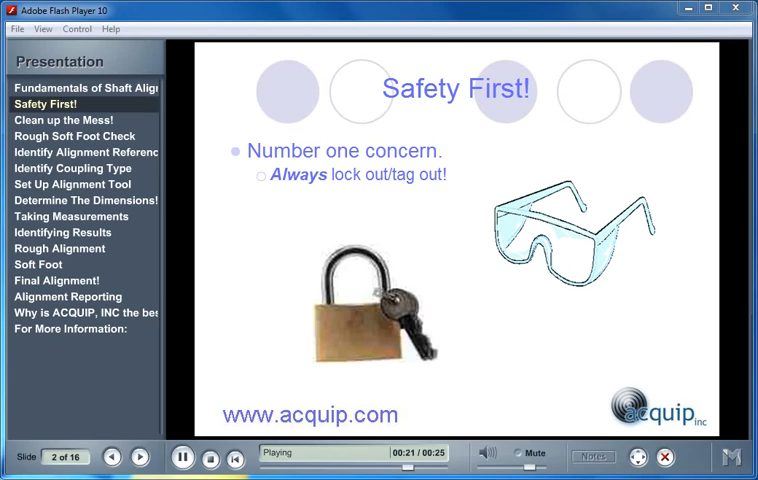 Adobe Flash Player 10
File View Control Help
Presentation
Fundamentals of Shaft Align
Safety First!
Clean up the Mess!
Rough Soft Foot Check
Identify Alignment Referenc
Identify Coupling Type
Set Up Alignment Tool
Determine The Dimensions!
Taking Measurements
Identifying Results
Rough Alignment
Soft Foot
Final Alignment!
Alignment Reporting
Why is ACQUIP, INC the bes
For More Information:
Safety First!
Number one concern.
Always lock out/tag out!
www.acquip.com
acquip inc
Slide 2 of 16
Playing 00:21 / 00:25
Mute
Notes